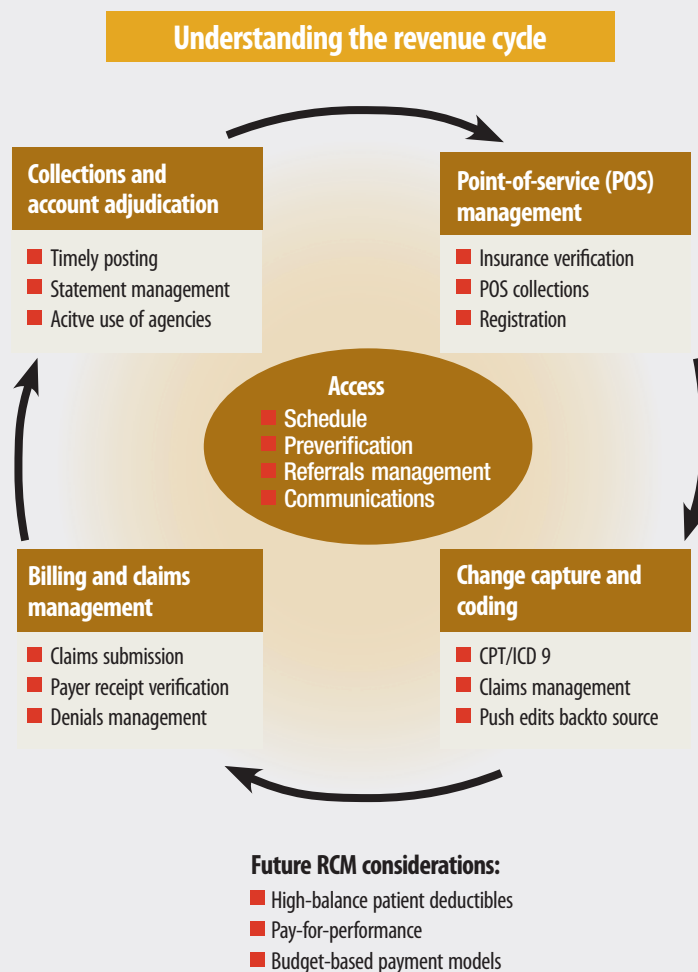 Understanding the revenue cycle
Collections and
account adjudication
Timely posting
Statement management
Acitve use of agencies
Point-of-service (POS)
management
Insurance verification
POS collections
Registration
Access
Schedule
Preverification
Referrals management
Communications
Billing and claims
management
Claims submission
Payer receipt verification
Denials management
Change capture and
coding
CPT/ICD 9
Claims management
Push edits backto source
Future RCM considerations:
High-balance patient deductibles
Pay-for-performance
Budget-based payment models